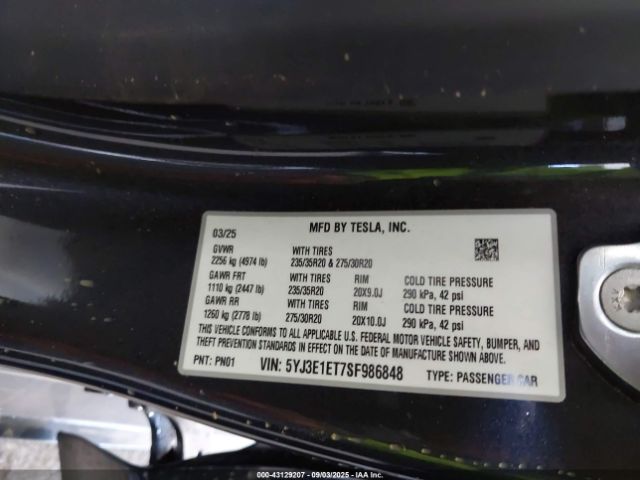 MFD BY TESLA, INC.
03/25
GVWR WITH TIRES
2256 kg (4974 lb) 235/35R20 & 275/30R20
GAWR FRT WITH TIRES RIM COLD TIRE PRESSURE
1110 kg (2447 lb) 235/35R20 20X9.0J 290 kPa, 42 psi
GAWR RR WITH TIRES RIM COLD TIRE PRESSURE
1260 kg (2778 lb) 275/30R20 20X10.0J 290 kPa, 42 psi
THIS VEHICLE CONFORMS TO ALL APPLICABLE U.S. FEDERAL MOTOR VEHICLE SAFETY, BUMPER, AND
THEFT PREVENTION STANDARDS IN EFFECT ON THE DATE OF MANUFACTURE SHOWN ABOVE.
PNT: PN01 VIN: 5YJ3E1ET7SF986848 TYPE: PASSENGER CAR
000-43129207 - 09/03/2025 - IAAI.com